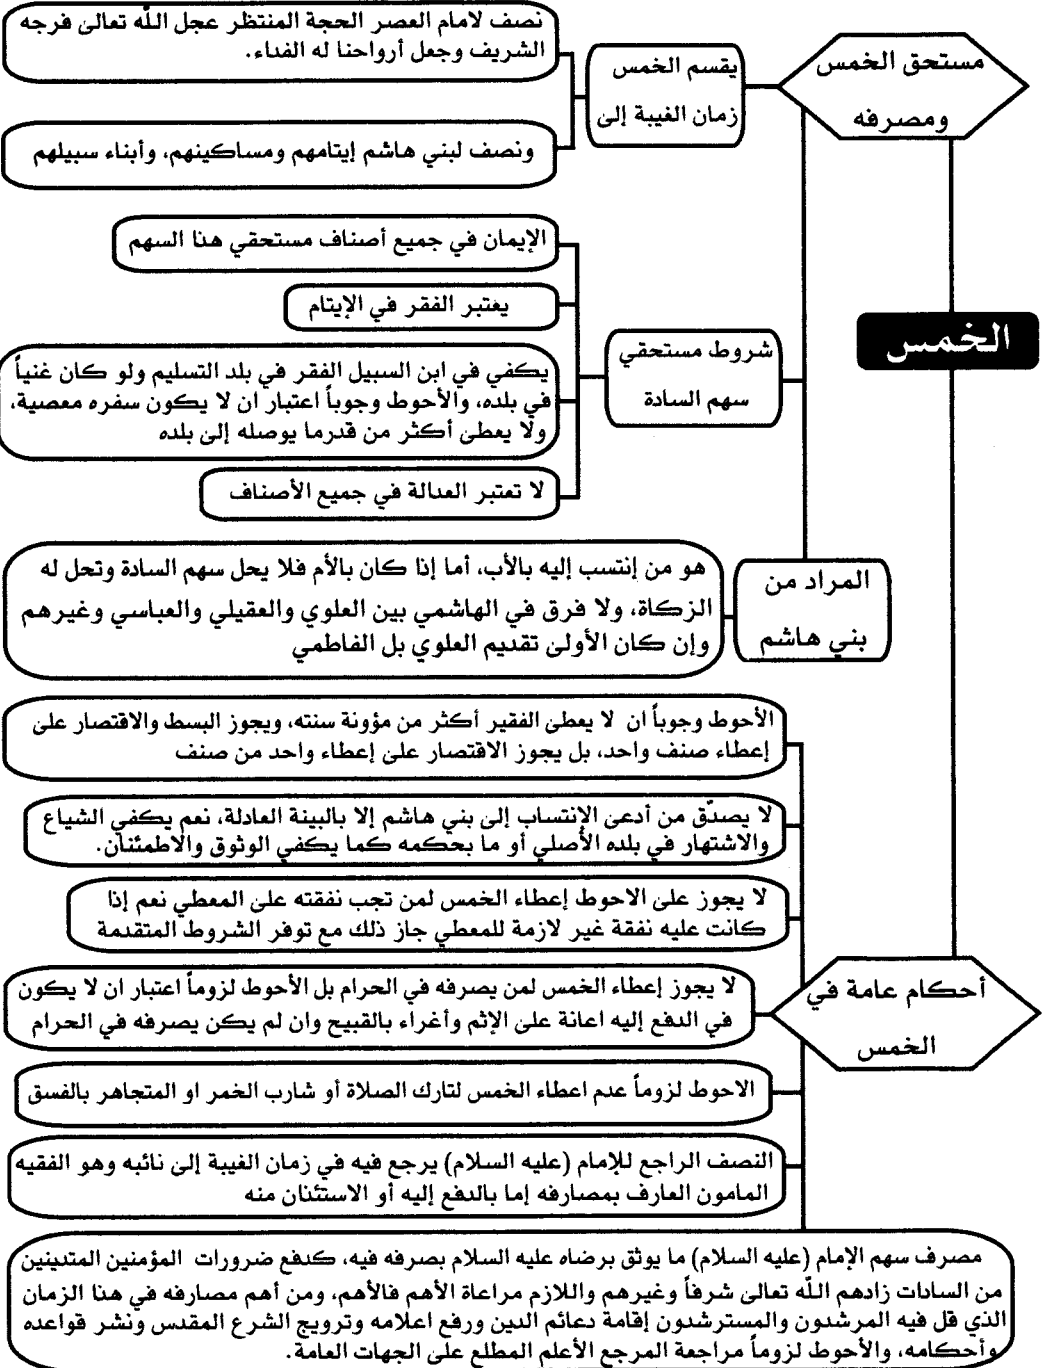 الخمس
مستحق الخمس
ومصرفه
يقسم الخمس
زمان الغيبة إلى
نصف لامام العصر الحجة المنتظر عجل الله تعالى فرجه
الشريف وجعل أرواحنا له الفداء.
ونصف لبني هاشم إيتامهم ومساكينهم، وأبناء سبيلهم
شروط مستحقي
سهم السادة
الإيمان في جميع أصناف مستحقي هذا السهم
يعتبر الفقر في الإيتام
يكفي في ابن السبيل الفقر في بلد التسليم ولو كان غنياً
في بلده، والأحوط وجوباً اعتبار ان لا يكون سفره معصية،
ولا يعطى أكثر من قدرما يوصله إلى بلده
لا تعتبر العدالة في جميع الأصناف
المراد من
بني هاشم
هو من إنتسب إليه بالأب، أما إذا كان بالأم فلا يحل سهم السادة وتحل له
الزكاة، ولا فرق في الهاشمي بين العلوي والعقيلي والعباسي وغيرهم
وإن كان الأولى تقديم العلوي بل الفاطمي
أحكام عامة في
الخمس
الأحوط وجوباً ان لا يعطى الفقير أكثر من مؤونة سنته، ويجوز البسط والاقتصار على
إعطاء صنف واحد، بل يجوز الاقتصار على إعطاء واحد من صنف
لا يصدّق من أدعى الإنتساب إلى بني هاشم إلا بالبينة العادلة، نعم يكفي الشياع
والاشتهار في بلده الأصلي أو ما بحكمه كما يكفي الوثوق والاطمئنان.
لا يجوز على الاحوط إعطاء الخمس لمن تجب نفقته على المعطي نعم إذا
كانت عليه نفقة غير لازمة للمعطي جاز ذلك مع توفر الشروط المتقدمة
لا يجوز إعطاء الخمس لمن يصرفه في الحرام بل الأحوط لزوماً اعتبار ان لا يكون
في الدفع إليه اعانة على الإثم وأغراء بالقبيح وان لم يكن يصرفه في الحرام
الاحوط لزوماً عدم اعطاء الخمس لتارك الصلاة أو شارب الخمر او المتجاهر بالفسق
النصف الراجع للإمام (عليه السلام) يرجع فيه في زمان الغيبة إلى نائبه وهو الفقيه
المامون العارف بمصارفه إما بالدفع إليه أو الاستئذان منه
مصرف سهم الإمام (عليه السلام) ما يوثق برضاه عليه السلام بصرفه فيه، كدفع ضرورات المؤمنين المتدينين
من السادات زادهم الله تعالى شرفاً وغيرهم واللازم مراعاة الأهم فالأهم، ومن أهم مصارفه في هذا الزمان
الذي قل فيه المرشدون والمسترشدون إقامة دعائم الدين ورفع اعلامه وترويج الشرع المقدس ونشر قواعده
وأحكامه، والأحوط لزوماً مراجعة المرجع الأعلم المطلع على الجهات العامة.